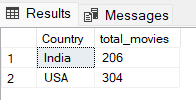 Results Messages
Country total_movies
1 India 206
2 USA 304